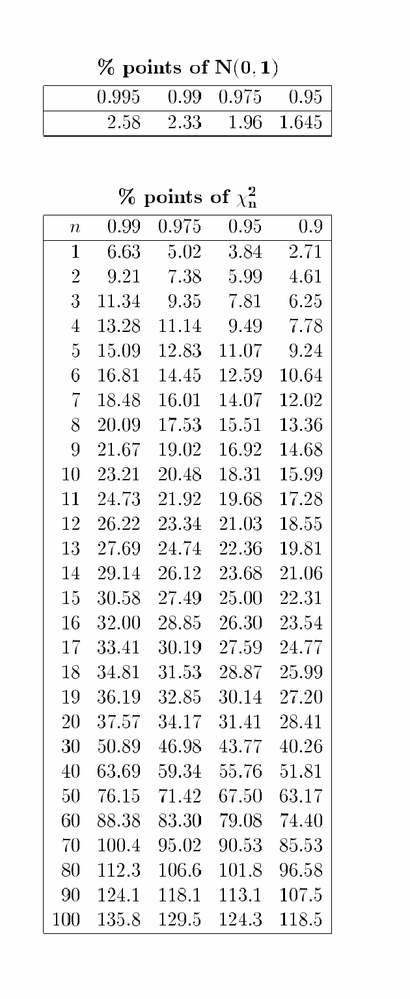 % points of N(0, 1)
0.995 0.99 0.975 0.95
2.58 2.33 1.96 1.645
% points of χ²ₙ
n 0.99 0.975 0.95 0.9
1 6.63 5.02 3.84 2.71
2 9.21 7.38 5.99 4.61
3 11.34 9.35 7.81 6.25
4 13.28 11.14 9.49 7.78
5 15.09 12.83 11.07 9.24
6 16.81 14.45 12.59 10.64
7 18.48 16.01 14.07 12.02
8 20.09 17.53 15.51 13.36
9 21.67 19.02 16.92 14.68
10 23.21 20.48 18.31 15.99
11 24.73 21.92 19.68 17.28
12 26.22 23.34 21.03 18.55
13 27.69 24.74 22.36 19.81
14 29.14 26.12 23.68 21.06
15 30.58 27.49 25.00 22.31
16 32.00 28.85 26.30 23.54
17 33.41 30.19 27.59 24.77
18 34.81 31.53 28.87 25.99
19 36.19 32.85 30.14 27.20
20 37.57 34.17 31.41 28.41
30 50.89 46.98 43.77 40.26
40 63.69 59.34 55.76 51.81
50 76.15 71.42 67.50 63.17
60 88.38 83.30 79.08 74.40
70 100.4 95.02 90.53 85.53
80 112.3 106.6 101.8 96.58
90 124.1 118.1 113.1 107.5
100 135.8 129.5 124.3 118.5